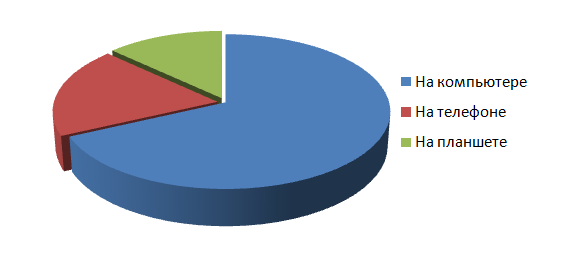 На компьютере
На телефоне
На планшете